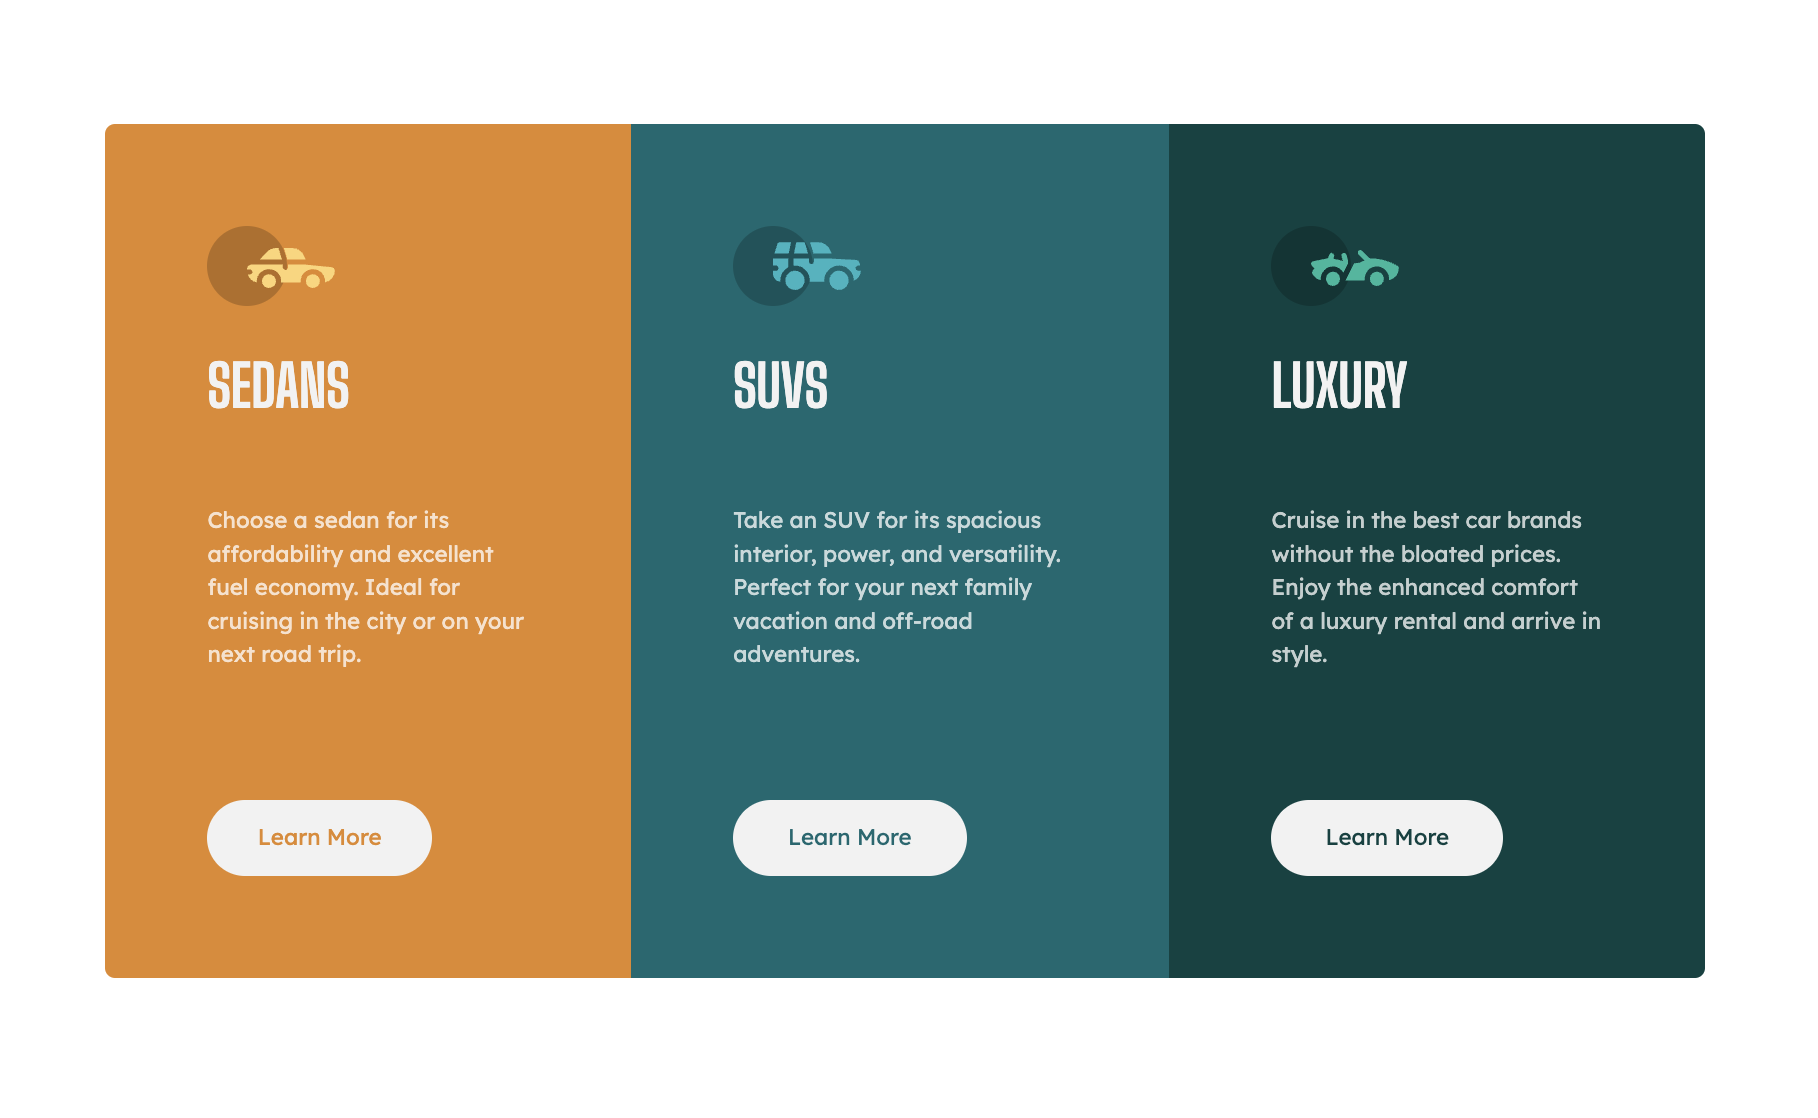 SEDANS
Choose a sedan for its
affordability and excellent
fuel economy. Ideal for
cruising in the city or on your
next road trip.
Learn More
SUVS
Take an SUV for its spacious
interior, power, and versatility.
Perfect for your next family
vacation and off-road
adventures.
Learn More
LUXURY
Cruise in the best car brands
without the bloated prices.
Enjoy the enhanced comfort
of a luxury rental and arrive in
style.
Learn More